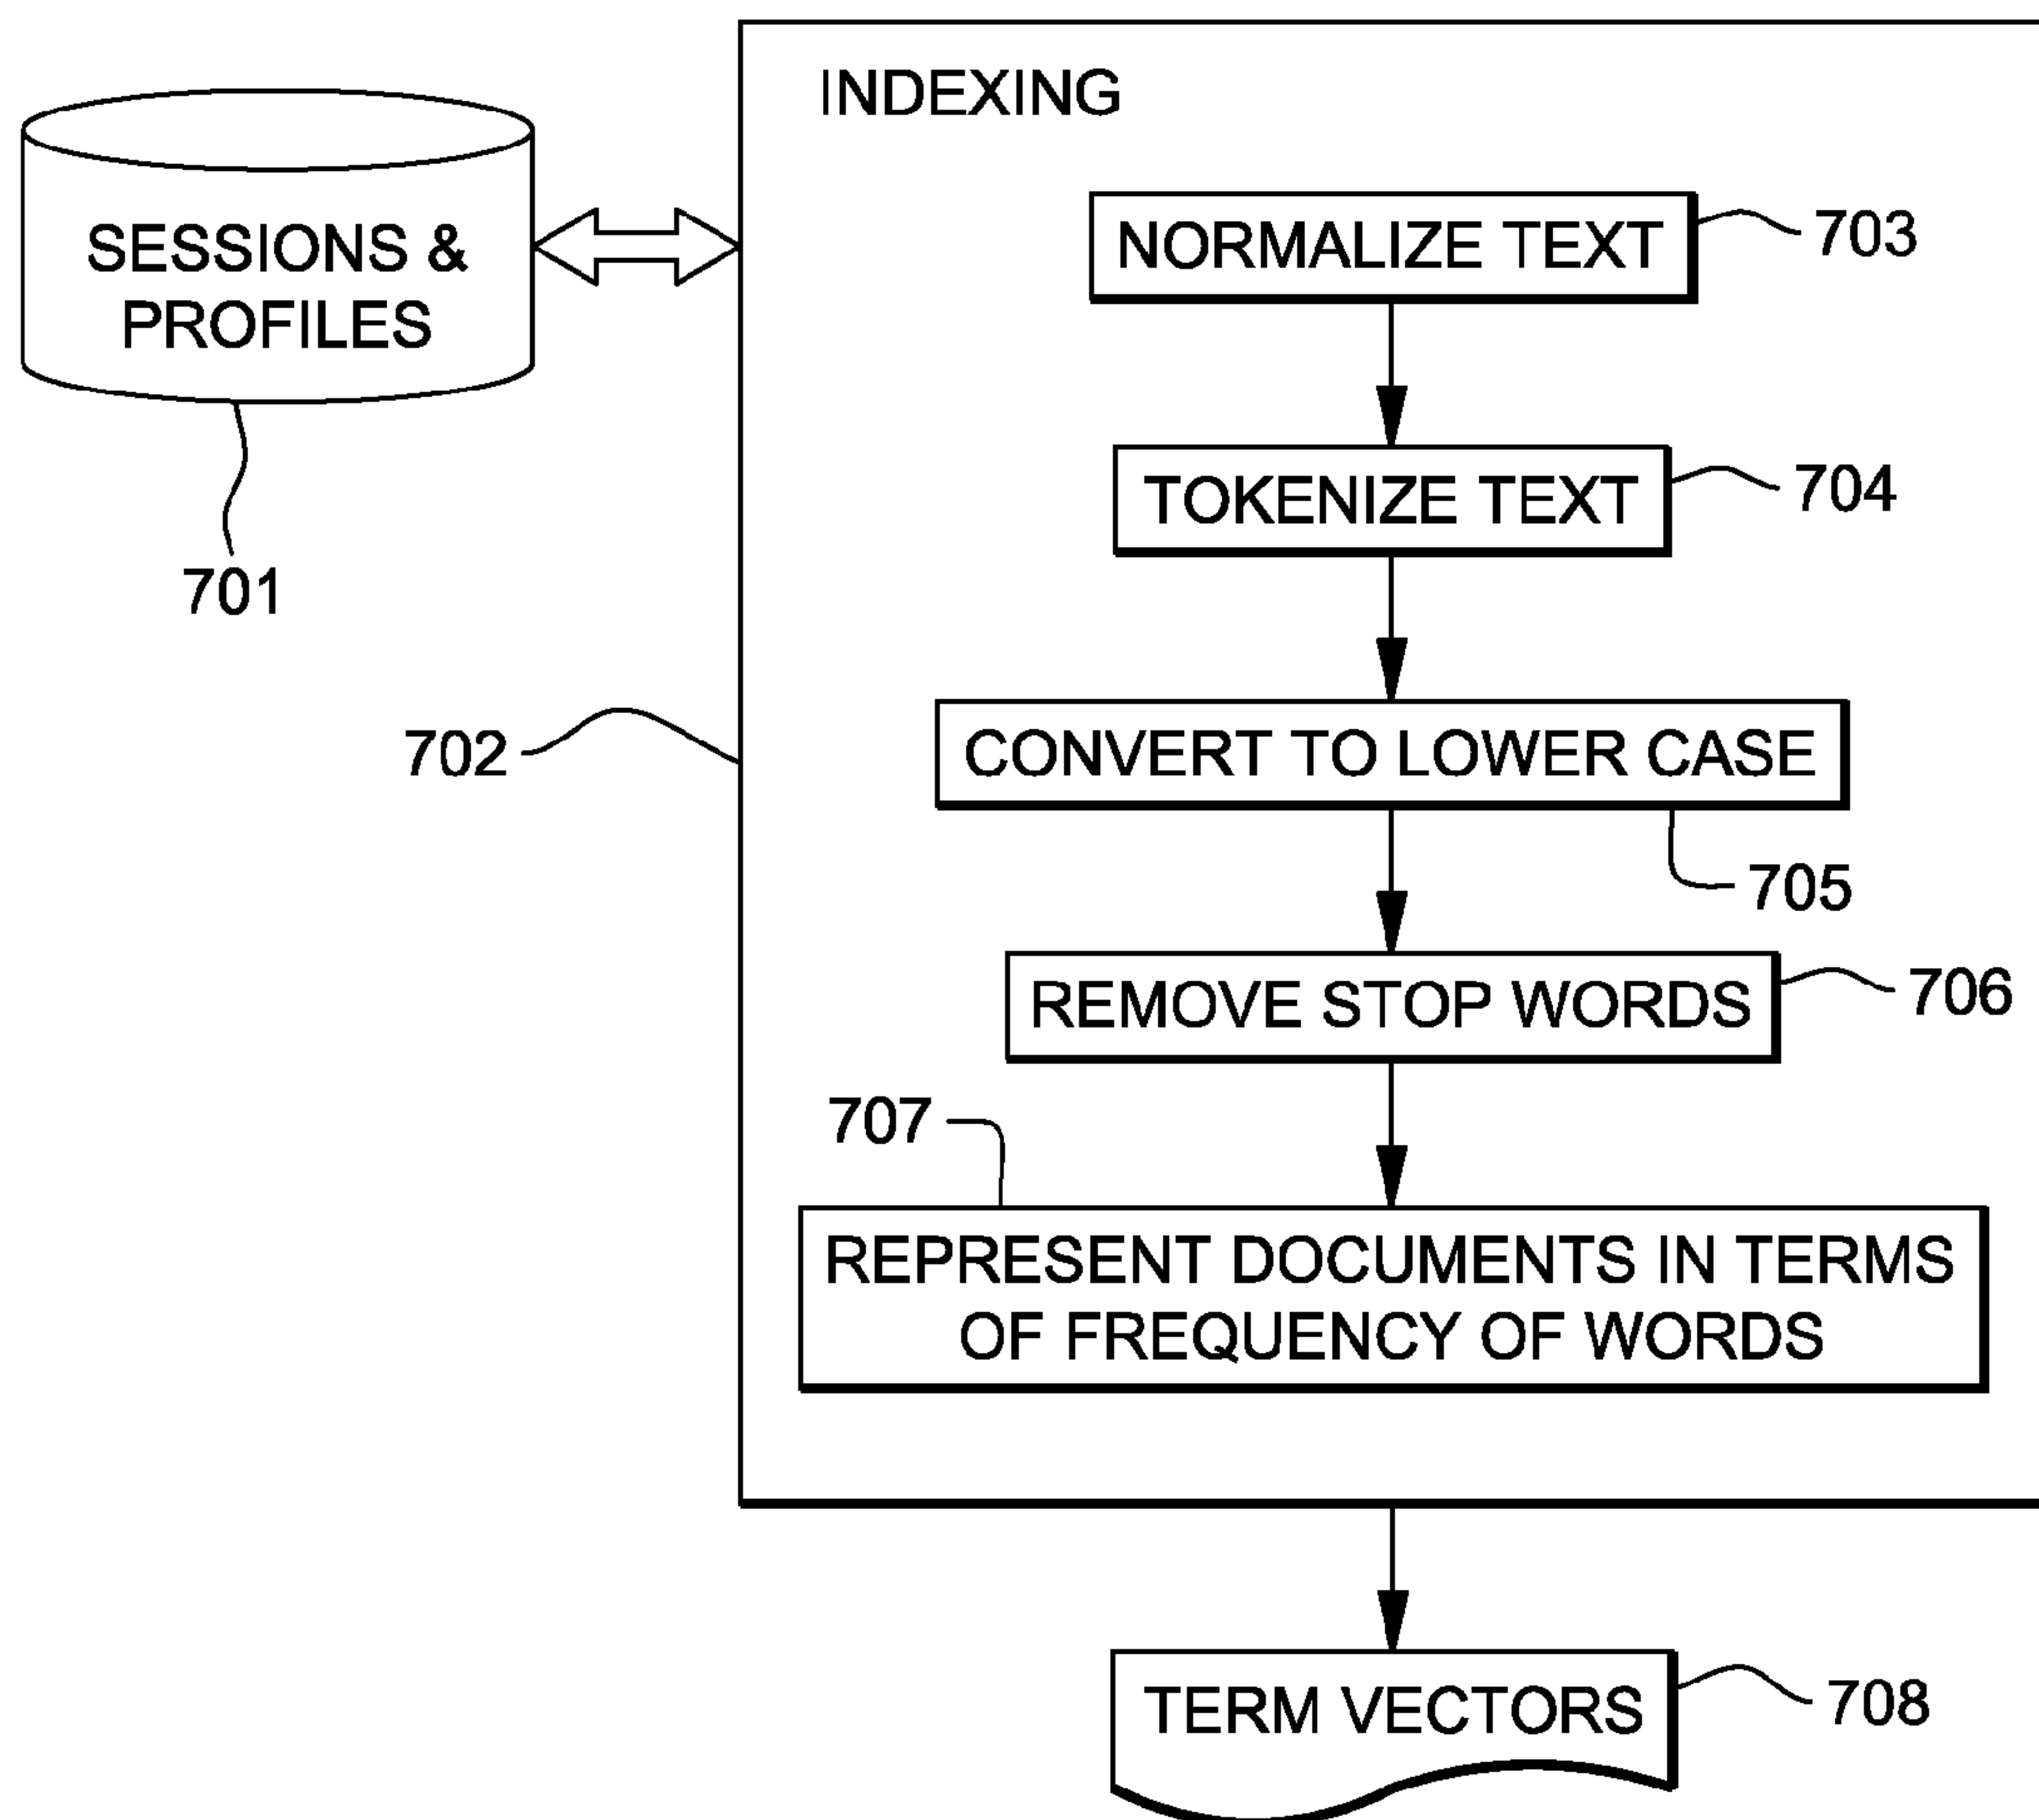 INDEXING
SESSIONS &
PROFILES
701
702
NORMALIZE TEXT
703
TOKENIZE TEXT
704
CONVERT TO LOWER CASE
705
REMOVE STOP WORDS
706
707
REPRESENT DOCUMENTS IN TERMS
OF FREQUENCY OF WORDS
TERM VECTORS
708